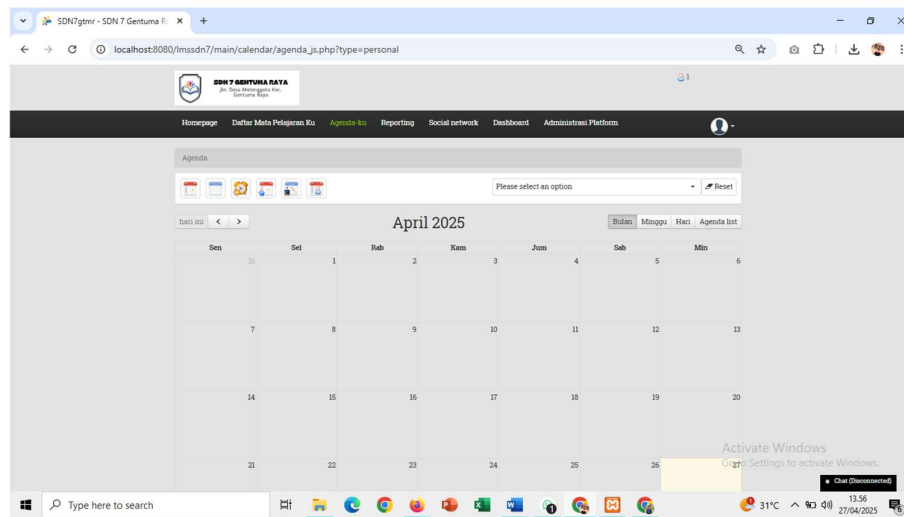 SDN7gtmr - SDN 7 Gentuma R
localhost:8080/lmssdn7/main/calendar/agenda_js.php?type=personal
SDN 7 GENTUMA RAYA
jln. Desa Molonggota Kec.
Gentuma Raya
1
Homepage Daftar Mata Pelajaran Ku Agenda-ku Reporting Social network Dashboard Administrasi Platform
Agenda
Please select an option Reset
hari ini April 2025 Bulan Minggu Hari Agenda list
Sen Sel Rab Kam Jum Sab Min
31 1 2 3 4 5 6
7 8 9 10 11 12 13
14 15 16 17 18 19 20
21 22 23 24 25 26 27
Activate Windows
Go to Settings to activate Windows.
Chat (Disconnected)
Type here to search
31°C
13.56
27/04/2025
6